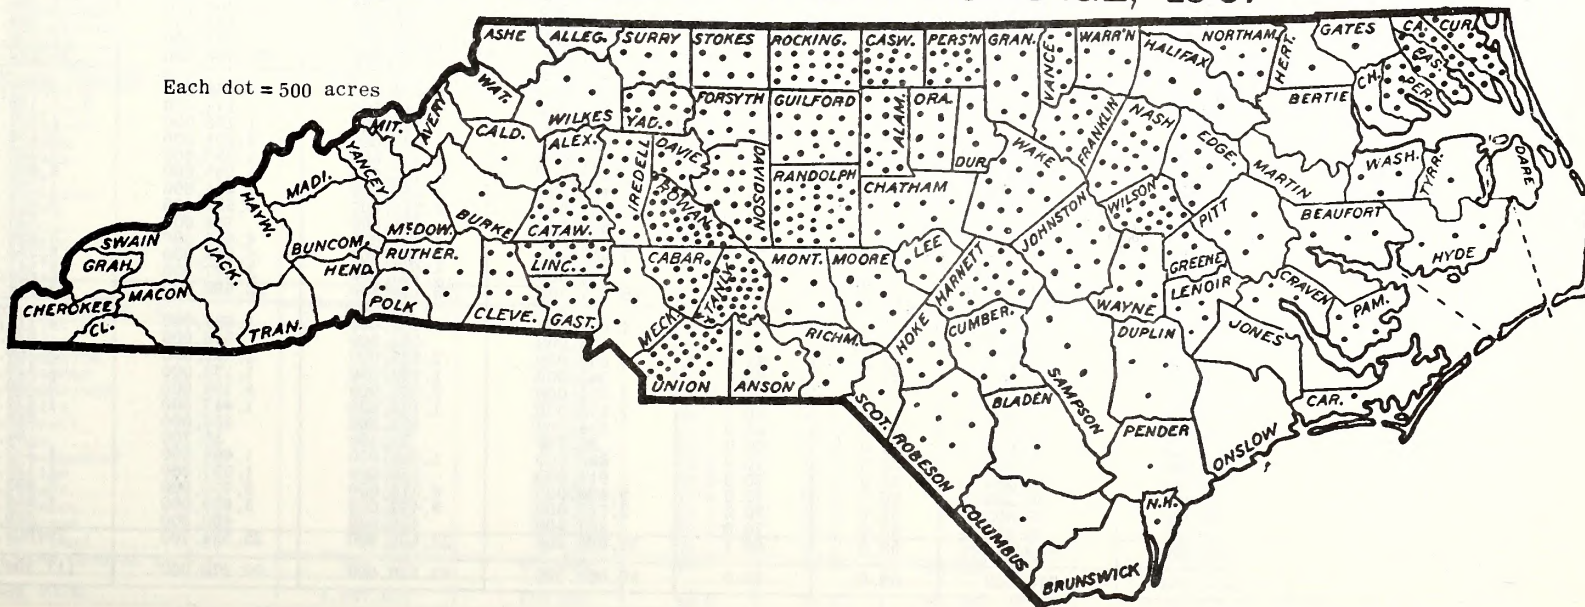 Each dot = 500 acres
ASHE
ALLEG.
SURRY
STOKES
ROCKING.
CASW.
PERS'N
GRAN.
VANCE
WARR'N
HALIFAX
NORTHAM.
HERT.
GATES
CA.
CUR.
PAS.
PER.
CH.
WAT.
WILKES
YAD.
FORSYTH
GUILFORD
ALAM.
ORA.
DUR.
FRANKLIN
NASH
BERTIE
MIT.
AVERY
CALD.
ALEX.
IREDELL
DAVIE
DAVIDSON
RANDOLPH
CHATHAM
WAKE
EDGE.
MARTIN
WASH.
TYRR.
DARE
MADI.
YANCEY
BURKE
CATAW.
ROWAN
JOHNSTON
WILSON
PITT
BEAUFORT
HYDE
SWAIN
HAYW.
BUNCOM.
McDOW.
RUTHER.
LINC.
CABAR.
STANLY
MONT.
MOORE
LEE
HARNETT
GREENE
GRAH.
JACK.
HEND.
POLK
CLEVE.
GAST.
MECK.
RICHM.
HOKE
CUMBER.
WAYNE
LENOIR
CRAVEN
PAM.
CHEROKEE
MACON
CL.
TRAN.
UNION
ANSON
SCOT.
ROBESON
BLADEN
SAMPSON
DUPLIN
JONES
CAR.
PENDER
ONSLOW
COLUMBUS
N.H.
BRUNSWICK